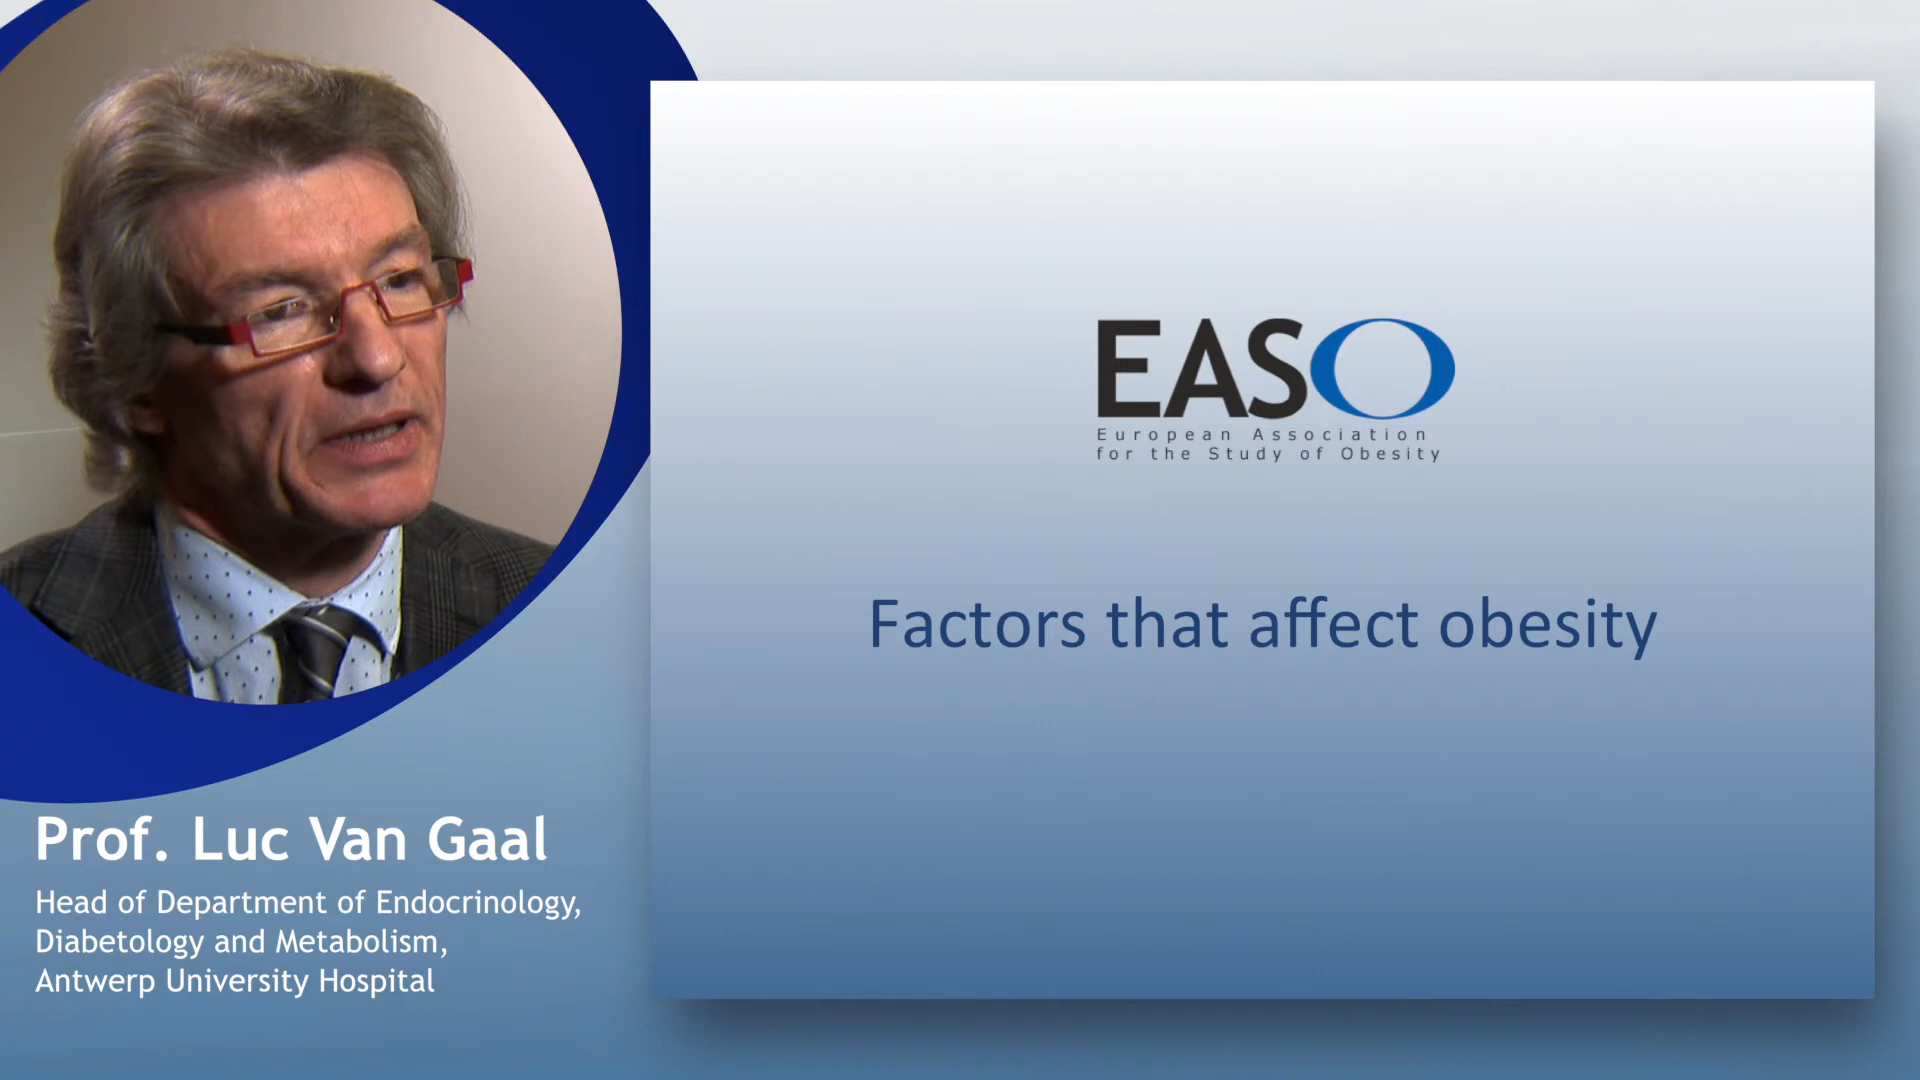 EASO
European Association
for the Study of Obesity
Factors that affect obesity
Prof. Luc Van Gaal
Head of Department of Endocrinology,
Diabetology and Metabolism,
Antwerp University Hospital